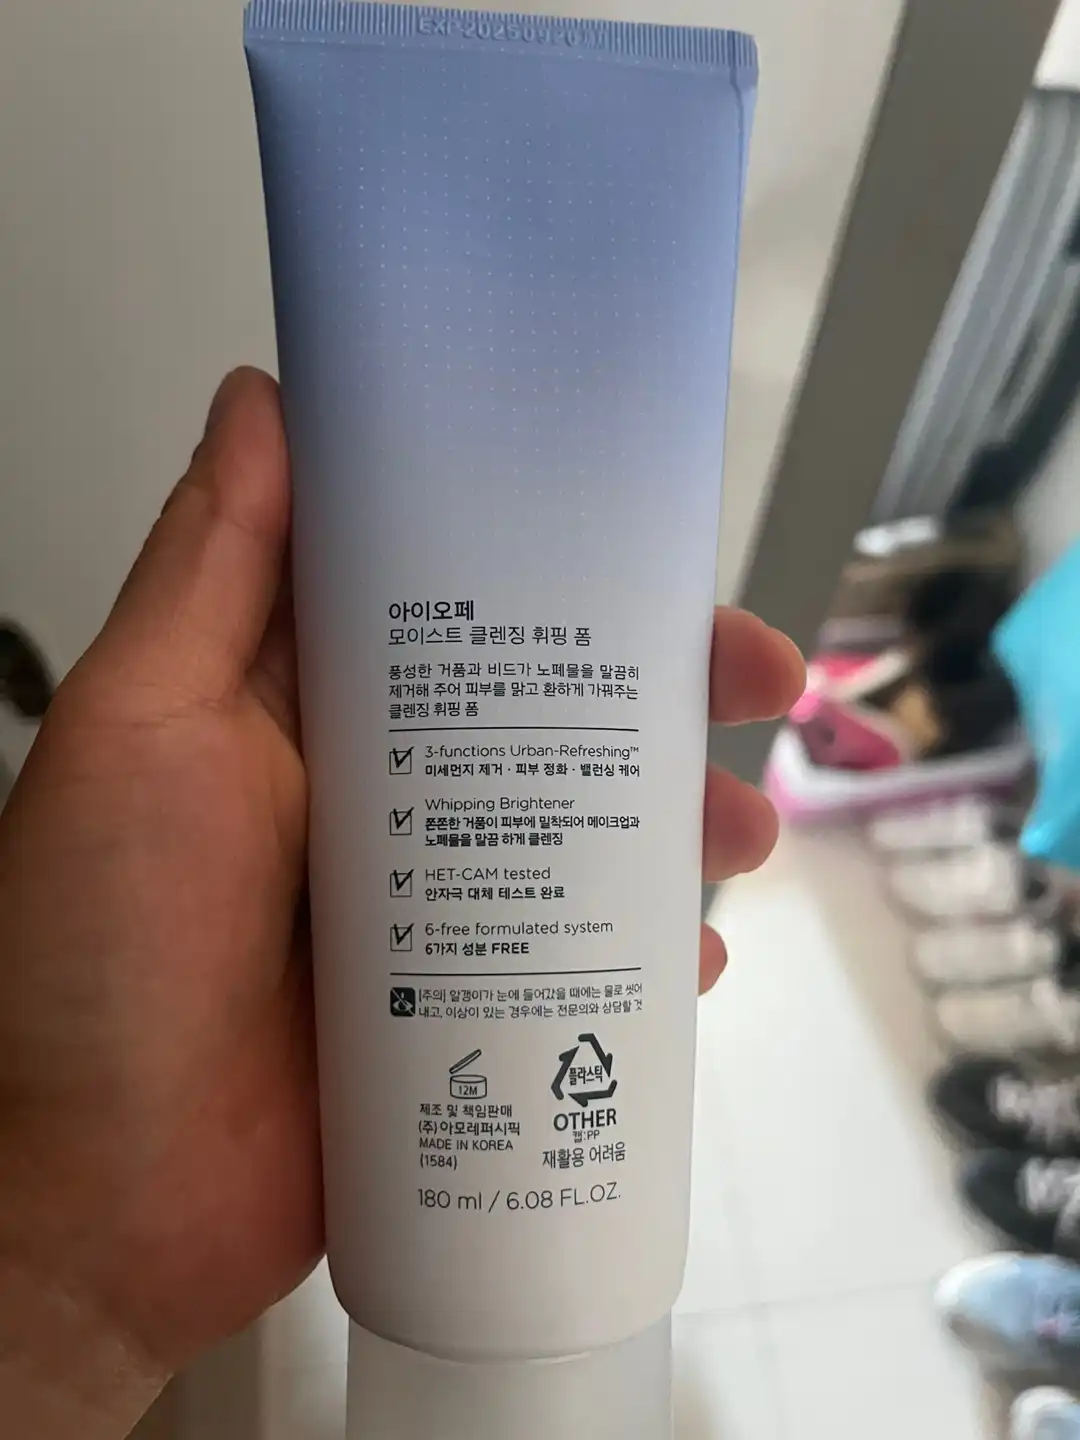 EXP 20250920
아이오페
모이스트 클렌징 휘핑 폼
풍성한 거품과 비드가 노폐물을 말끔히
제거해 주어 피부를 맑고 환하게 가꿔주는
클렌징 휘핑 폼
3-functions Urban-Refreshing™
미세먼지 제거 · 피부 정화 · 밸런싱 케어
Whipping Brightener
쫀쫀한 거품이 피부에 밀착되어 메이크업과
노폐물을 말끔 하게 클렌징
HET-CAM tested
안자극 대체 테스트 완료
6-free formulated system
6가지 성분 FREE
[주의] 알갱이가 눈에 들어갔을 때에는 물로 씻어
내고, 이상이 있는 경우에는 전문의와 상담할 것
12M
제조 및 책임판매
(주)아모레퍼시픽
MADE IN KOREA
(1584)
플라스틱
OTHER
캡:PP
재활용 어려움
180 ml / 6.08 FL.OZ.